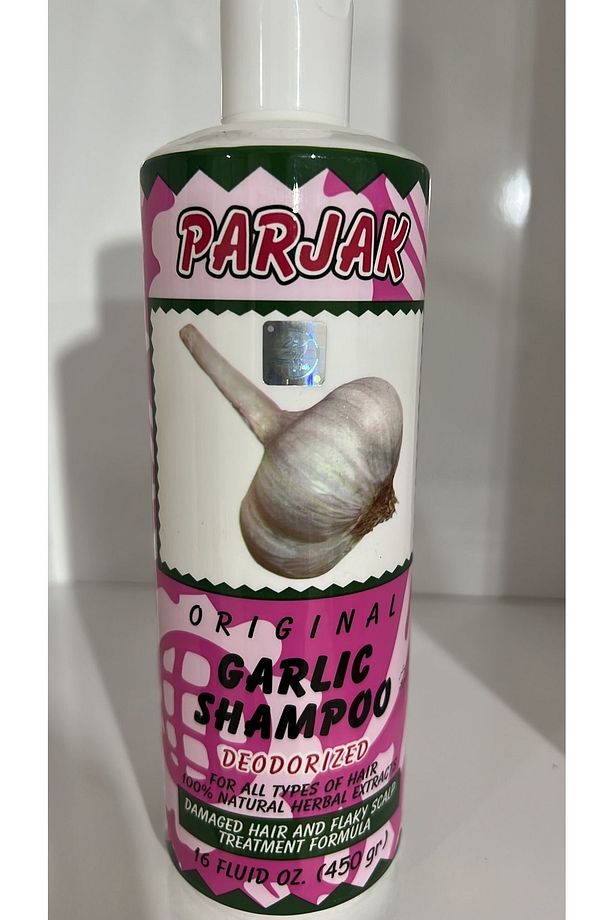 PARJAK
ORIGINAL
GARLIC
SHAMPOO
DEODORIZED
FOR ALL TYPES OF HAIR
100% NATURAL HERBAL EXTRACTS
DAMAGED HAIR AND FLAKY SCALP
TREATMENT FORMULA
16 FLUID OZ. (450 gr.)